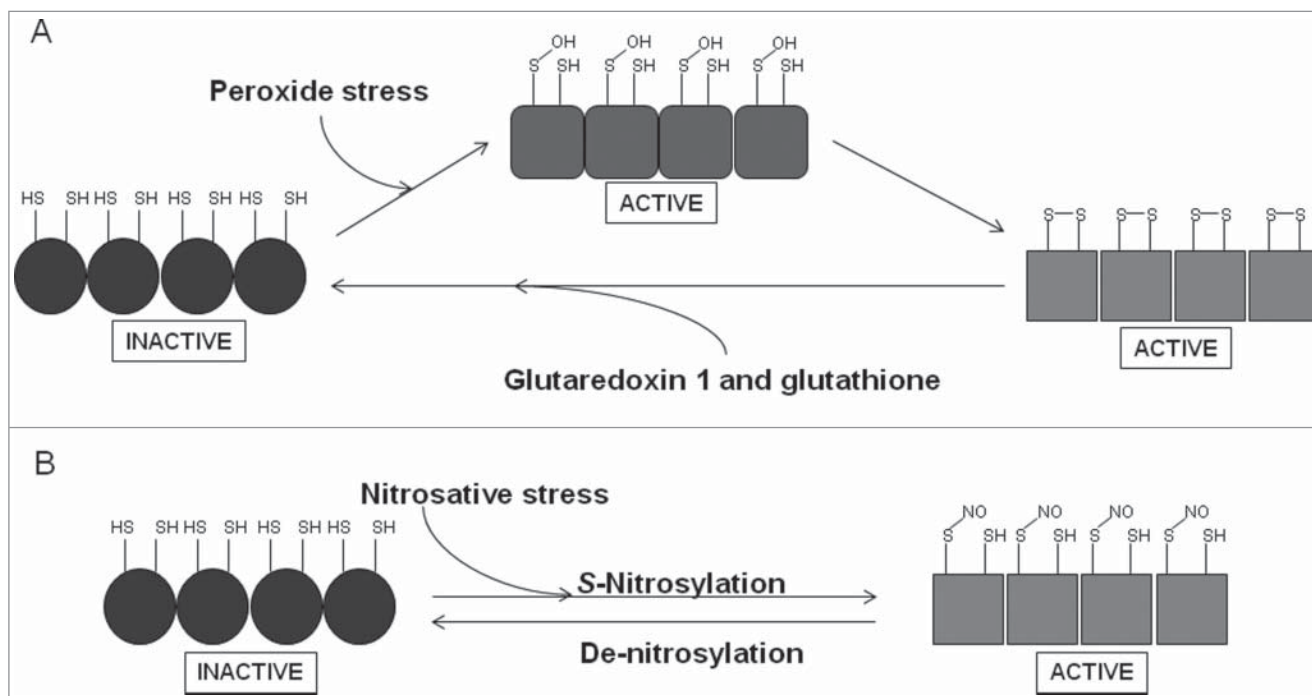 A
OH OH OH OH
S SH S SH S SH S SH
Peroxide stress
ACTIVE
HS SH HS SH HS SH HS SH
S S S S S S S S
INACTIVE
ACTIVE
Glutaredoxin 1 and glutathione
B
Nitrosative stress
NO NO NO NO
HS SH HS SH HS SH HS SH
S SH S SH S SH S SH
S-Nitrosylation
De-nitrosylation
INACTIVE
ACTIVE